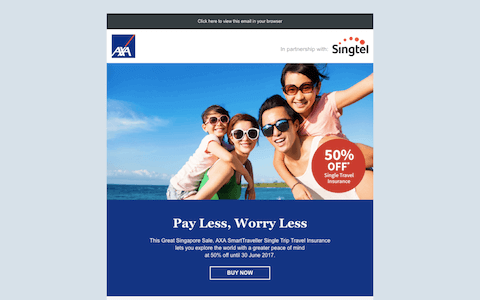 Click here to view this email in your browser
AXA
In partnership with
Singtel
50%
OFF*
Single Travel
Insurance
Pay Less, Worry Less
This Great Singapore Sale, AXA SmartTraveller Single Trip Travel Insurance
lets you explore the world with a greater peace of mind
at 50% off until 30 June 2017.
BUY NOW